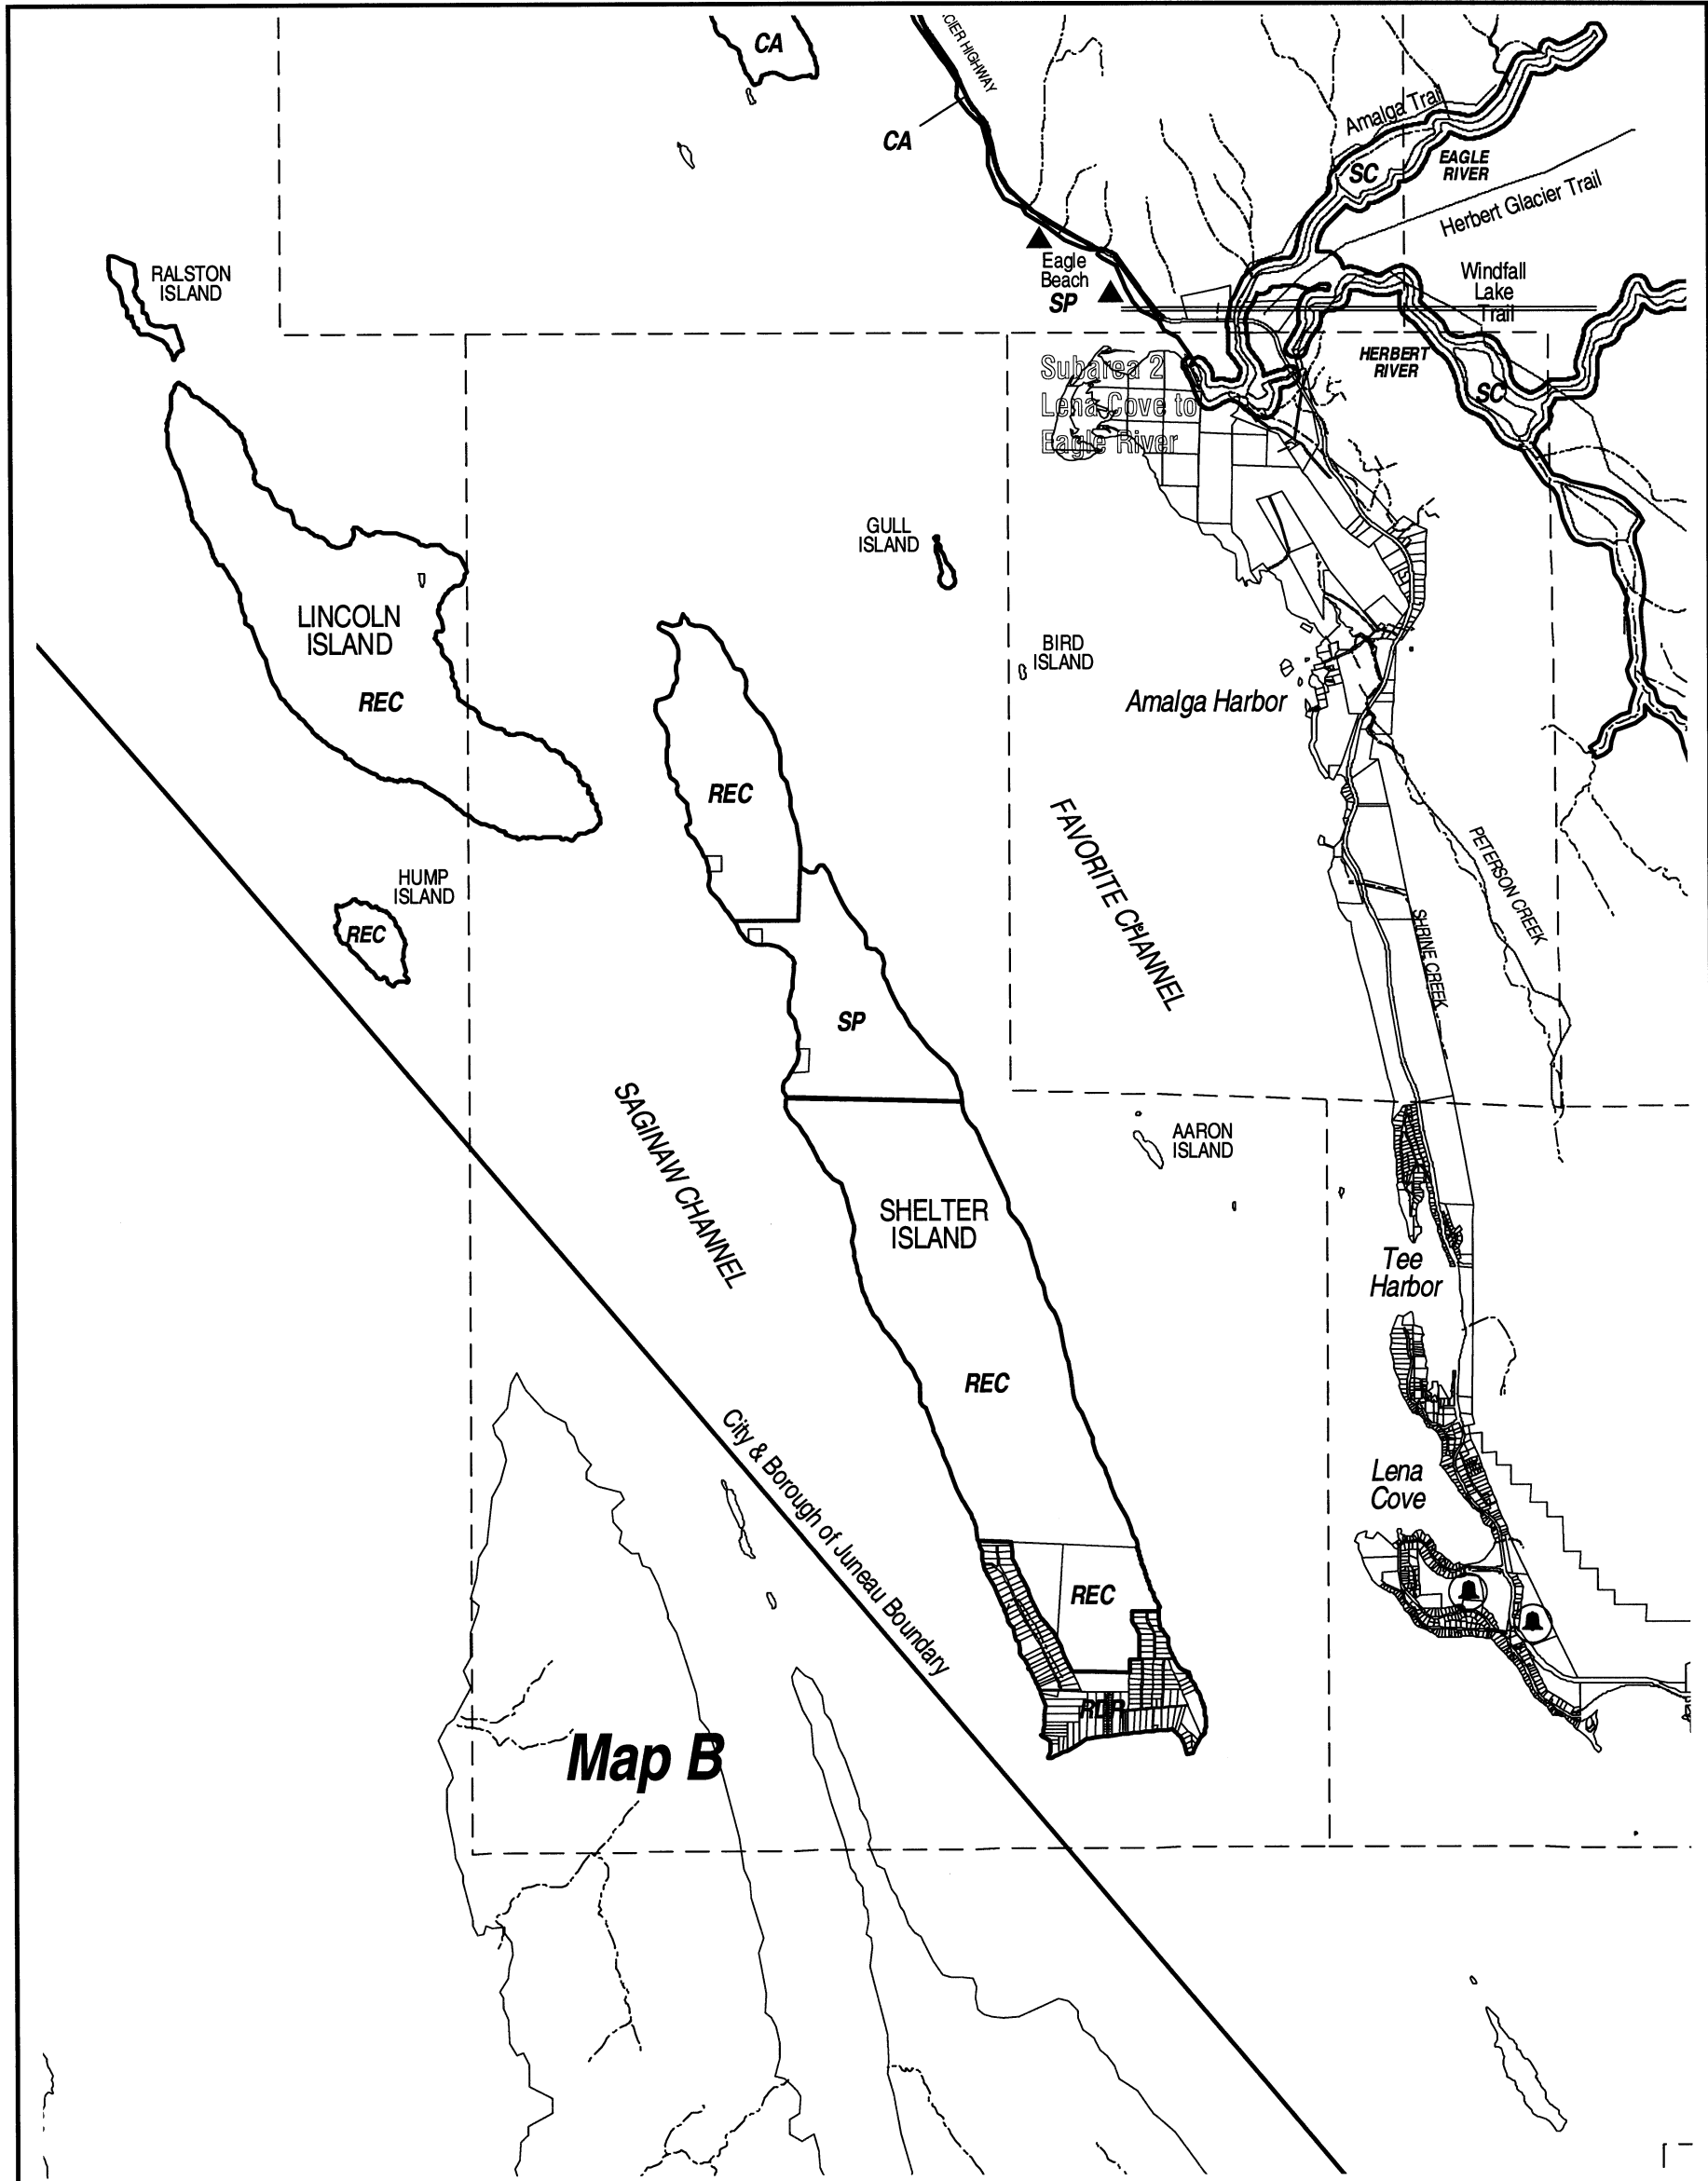 CA
CIER HIGHWAY
CA
Amalga Trail
SC
EAGLE
RIVER
Herbert Glacier Trail
Eagle
Beach
SP
RALSTON
ISLAND
Windfall
Lake
Trail
HERBERT
RIVER
SC
Subarea 2
Lena Cove to
Eagle River
GULL
ISLAND
LINCOLN
ISLAND
REC
BIRD
ISLAND
Amalga Harbor
REC
FAVORITE CHANNEL
PETERSON CREEK
SHRINE CREEK
HUMP
ISLAND
REC
SP
SAGINAW CHANNEL
AARON
ISLAND
SHELTER
ISLAND
Tee
Harbor
REC
City & Borough of Juneau Boundary
Lena
Cove
REC
RDR
Map B